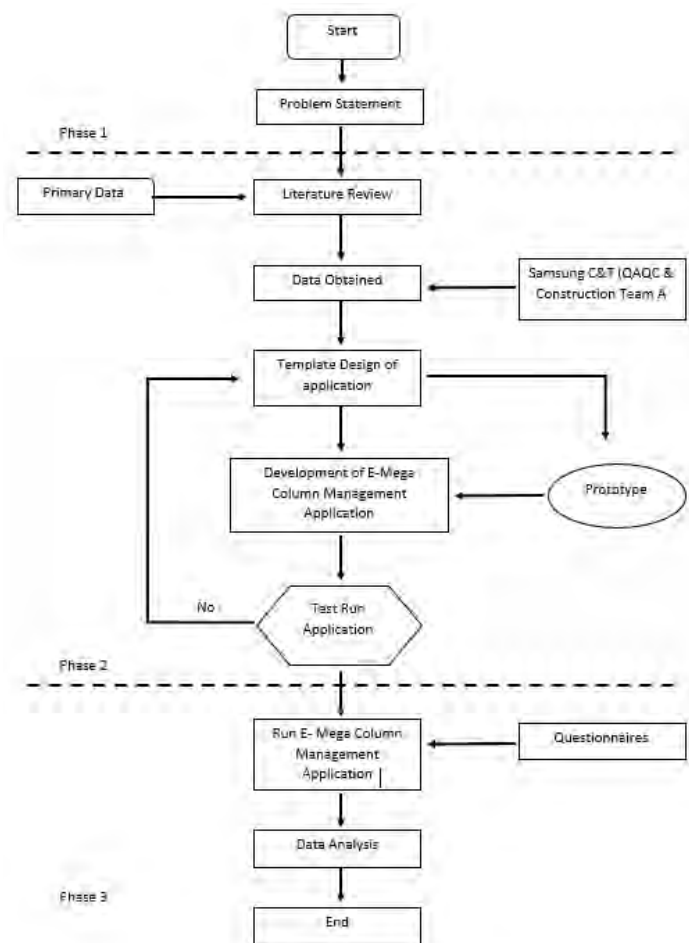 Start
Problem Statement
Phase 1
Primary Data
Literature Review
Data Obtained
Samsung C&T (QAQC &
Construction Team A
Template Design of
application
Development of E-Mega
Column Management
Application
Prototype
No
Test Run
Application
Phase 2
Run E- Mega Column
Management
Application
Questionnaires
Data Analysis
Phase 3
End